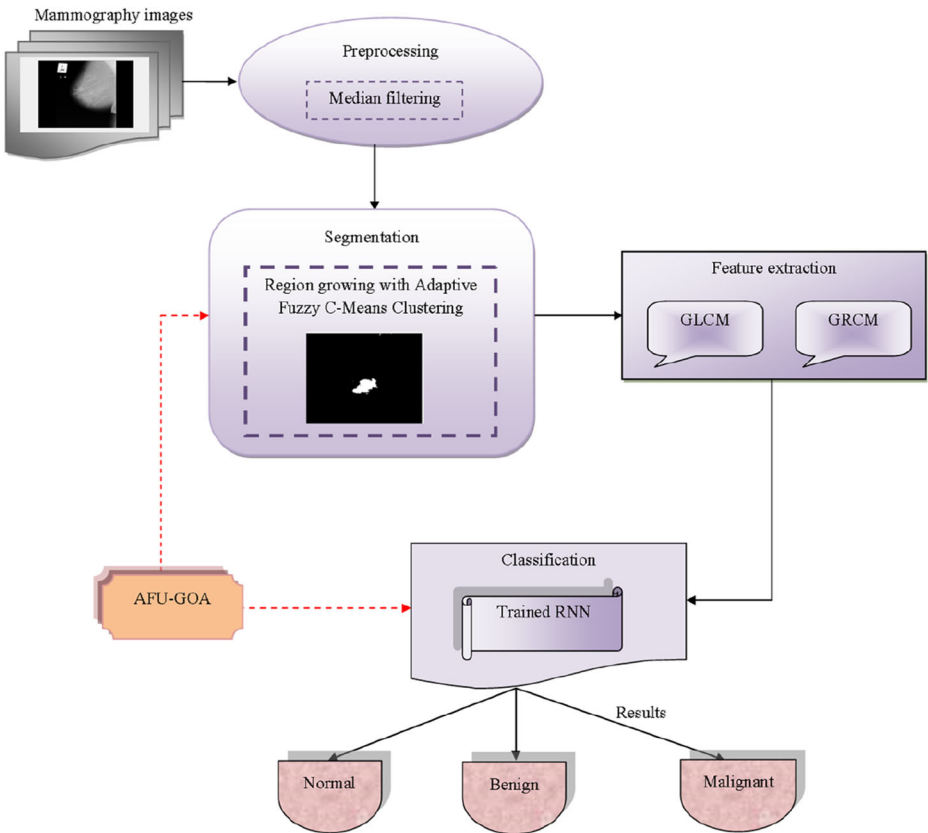 Mammography images
Preprocessing
Median filtering
Segmentation
Region growing with Adaptive
Fuzzy C-Means Clustering
Feature extraction
GLCM
GRCM
AFU-GOA
Classification
Trained RNN
Results
Normal
Benign
Malignant